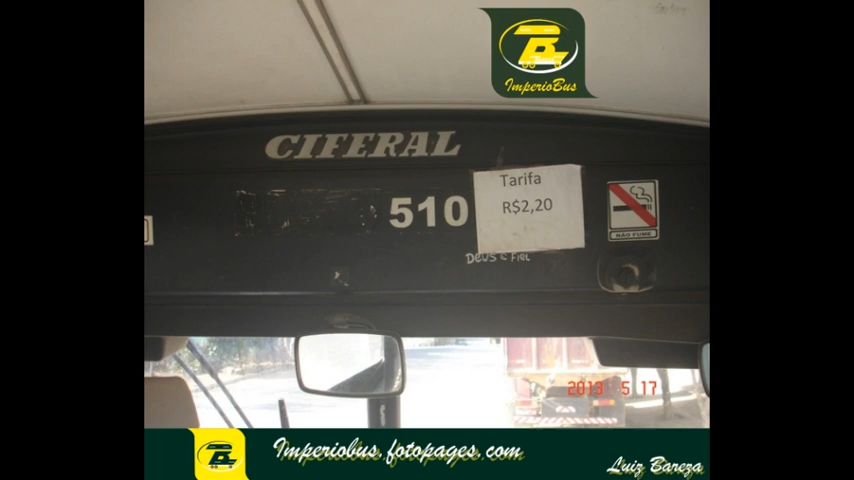 ImperioBus
CIFERAL
510
Tarifa
R$2,20
NÃO FUME
DEUS é FIEL
2013 5 17
Imperiobus.fotopages.com
Luiz Bareza